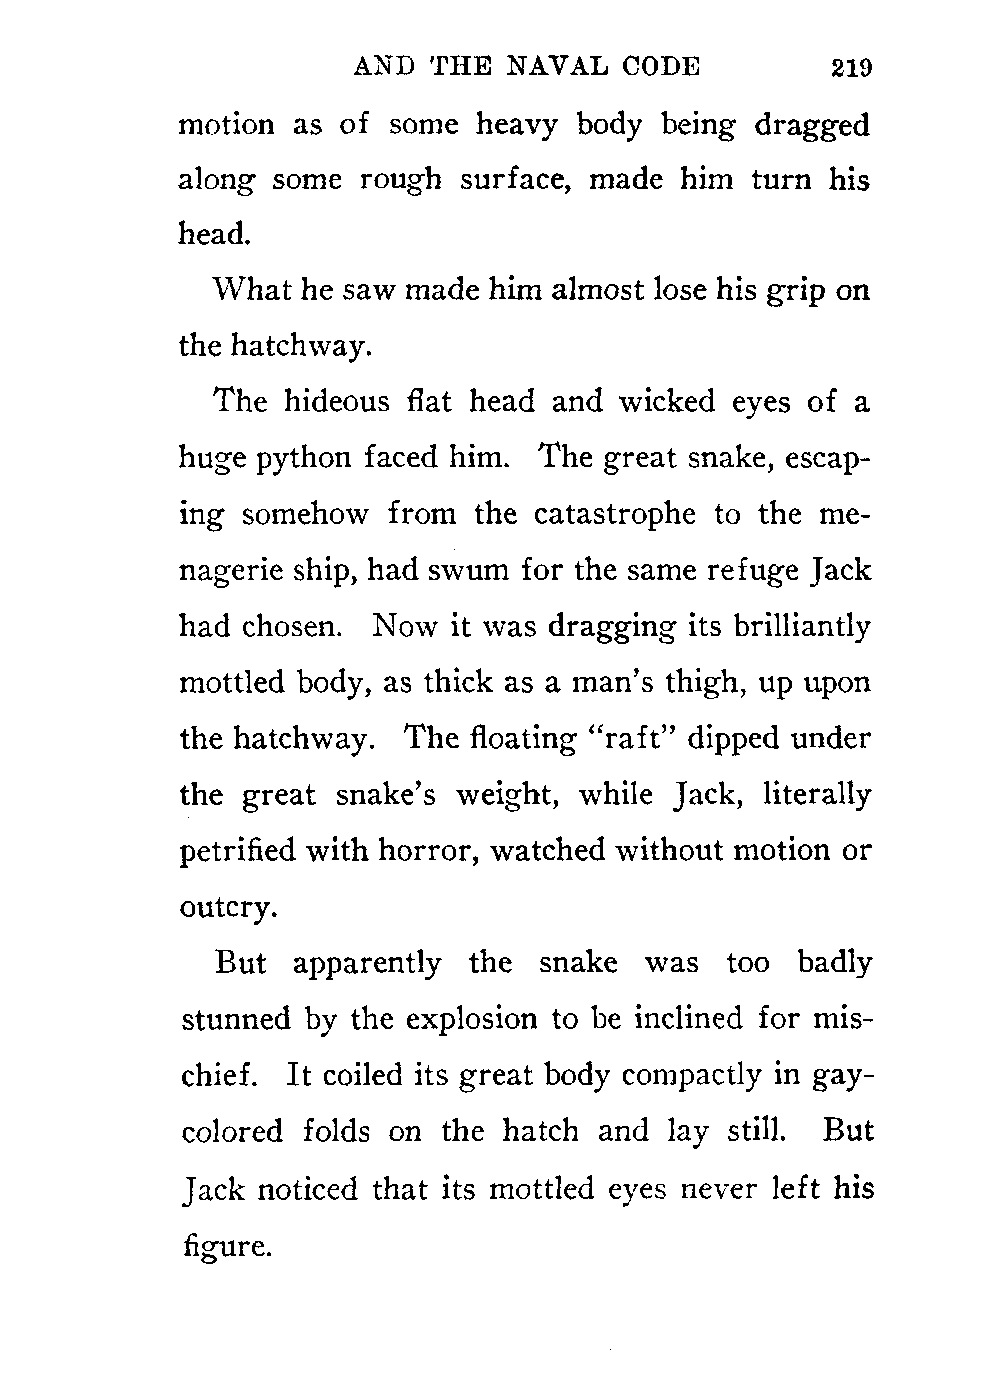 AND THE NAVAL CODE 219
motion as of some heavy body being dragged
along some rough surface, made him turn his
head.
What he saw made him almost lose his grip on
the hatchway.
The hideous flat head and wicked eyes of a
huge python faced him. The great snake, escap-
ing somehow from the catastrophe to the me-
nagerie ship, had swum for the same refuge Jack
had chosen. Now it was dragging its brilliantly
mottled body, as thick as a man's thigh, up upon
the hatchway. The floating “raft” dipped under
the great snake's weight, while Jack, literally
petrified with horror, watched without motion or
outcry.
But apparently the snake was too badly
stunned by the explosion to be inclined for mis-
chief. It coiled its great body compactly in gay-
colored folds on the hatch and lay still. But
Jack noticed that its mottled eyes never left his
figure.